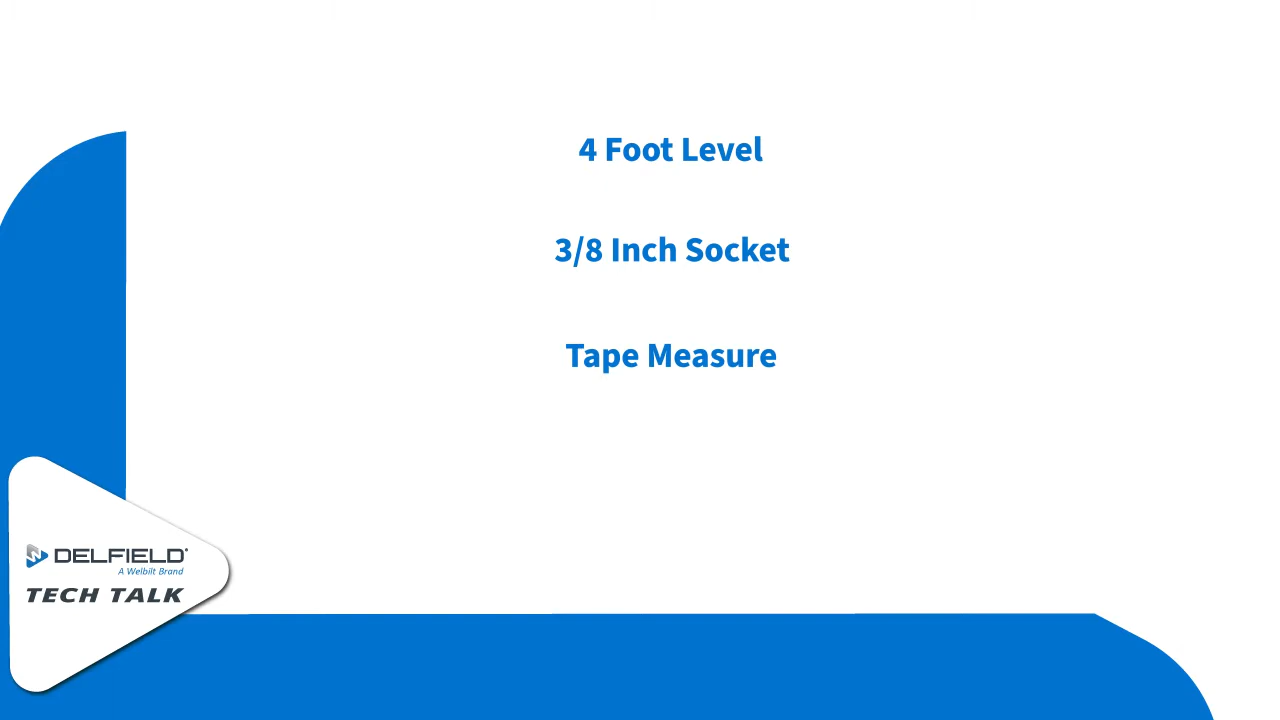 4 Foot Level
3/8 Inch Socket
Tape Measure
DELFIELD
A Welbilt Brand
TECH TALK